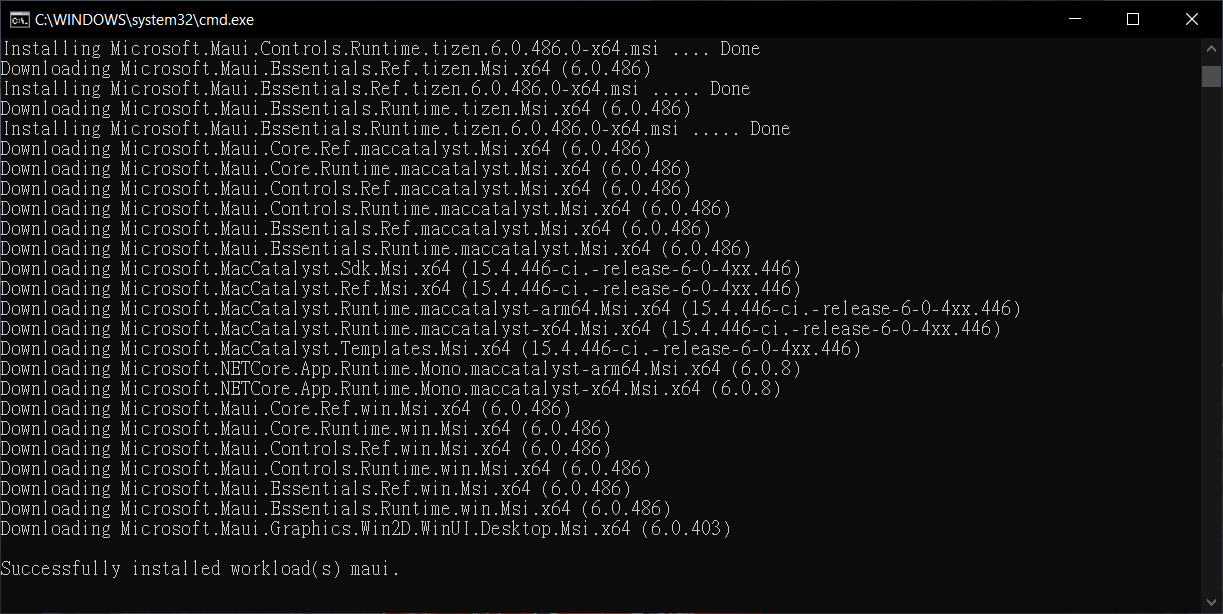 C:\WINDOWS\system32\cmd.exe
Installing Microsoft.Maui.Controls.Runtime.tizen.6.0.486.0-x64.msi .... Done
Downloading Microsoft.Maui.Essentials.Ref.tizen.Msi.x64 (6.0.486)
Installing Microsoft.Maui.Essentials.Ref.tizen.6.0.486.0-x64.msi ..... Done
Downloading Microsoft.Maui.Essentials.Runtime.tizen.Msi.x64 (6.0.486)
Installing Microsoft.Maui.Essentials.Runtime.tizen.6.0.486.0-x64.msi ..... Done
Downloading Microsoft.Maui.Core.Ref.maccatalyst.Msi.x64 (6.0.486)
Downloading Microsoft.Maui.Core.Runtime.maccatalyst.Msi.x64 (6.0.486)
Downloading Microsoft.Maui.Controls.Ref.maccatalyst.Msi.x64 (6.0.486)
Downloading Microsoft.Maui.Controls.Runtime.maccatalyst.Msi.x64 (6.0.486)
Downloading Microsoft.Maui.Essentials.Ref.maccatalyst.Msi.x64 (6.0.486)
Downloading Microsoft.Maui.Essentials.Runtime.maccatalyst.Msi.x64 (6.0.486)
Downloading Microsoft.MacCatalyst.Sdk.Msi.x64 (15.4.446-ci.-release-6-0-4xx.446)
Downloading Microsoft.MacCatalyst.Ref.Msi.x64 (15.4.446-ci.-release-6-0-4xx.446)
Downloading Microsoft.MacCatalyst.Runtime.maccatalyst-arm64.Msi.x64 (15.4.446-ci.-release-6-0-4xx.446)
Downloading Microsoft.MacCatalyst.Runtime.maccatalyst-x64.Msi.x64 (15.4.446-ci.-release-6-0-4xx.446)
Downloading Microsoft.MacCatalyst.Templates.Msi.x64 (15.4.446-ci.-release-6-0-4xx.446)
Downloading Microsoft.NETCore.App.Runtime.Mono.maccatalyst-arm64.Msi.x64 (6.0.8)
Downloading Microsoft.NETCore.App.Runtime.Mono.maccatalyst-x64.Msi.x64 (6.0.8)
Downloading Microsoft.Maui.Core.Ref.win.Msi.x64 (6.0.486)
Downloading Microsoft.Maui.Core.Runtime.win.Msi.x64 (6.0.486)
Downloading Microsoft.Maui.Controls.Ref.win.Msi.x64 (6.0.486)
Downloading Microsoft.Maui.Controls.Runtime.win.Msi.x64 (6.0.486)
Downloading Microsoft.Maui.Essentials.Ref.win.Msi.x64 (6.0.486)
Downloading Microsoft.Maui.Essentials.Runtime.win.Msi.x64 (6.0.486)
Downloading Microsoft.Maui.Graphics.Win2D.WinUI.Desktop.Msi.x64 (6.0.403)
Successfully installed workload(s) maui.